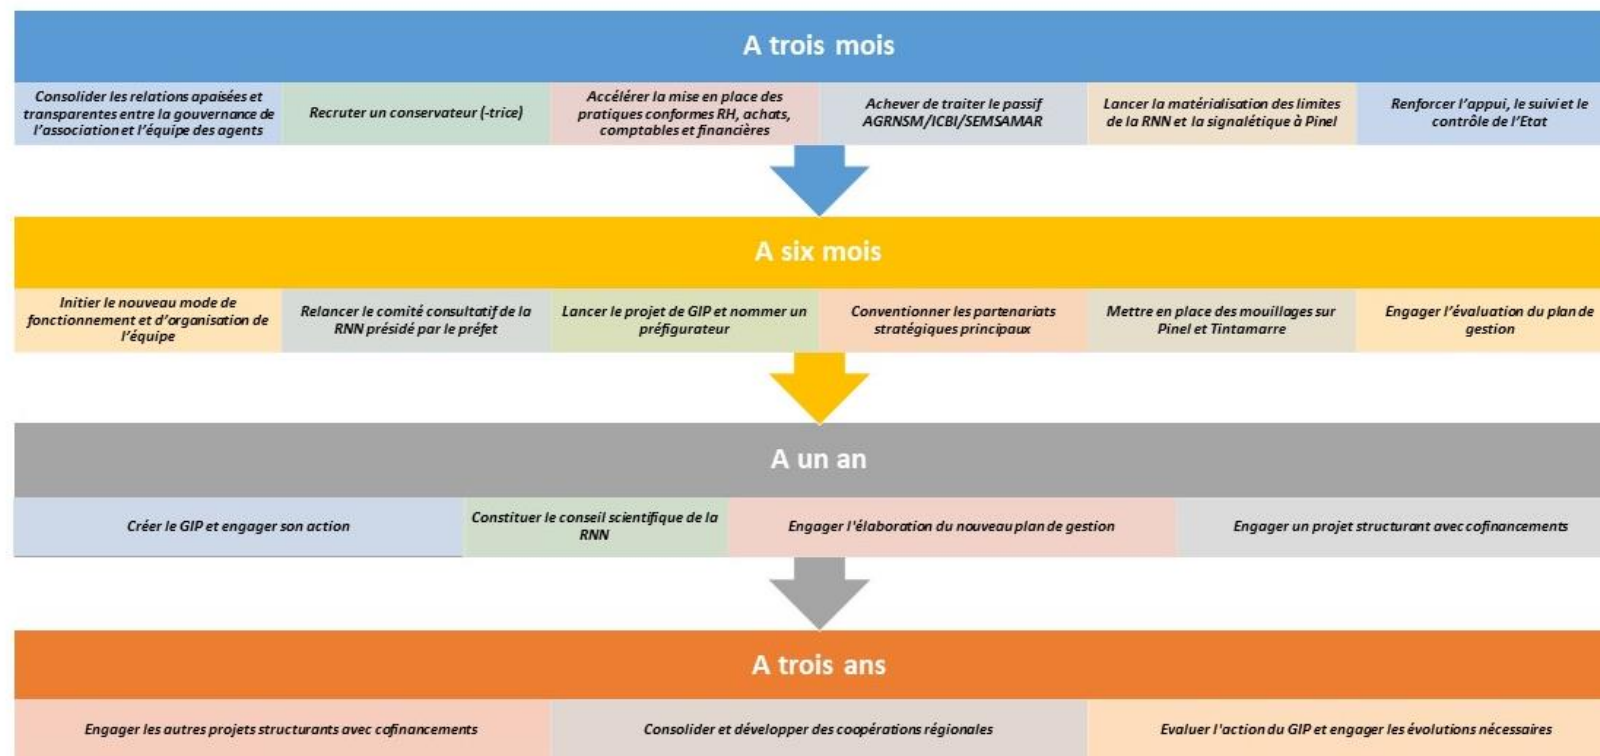 A trois mois
Consolider les relations apaisées et
transparentes entre la gouvernance de
l'association et l'équipe des agents
Recruter un conservateur (-trice)
Accélérer la mise en place des
pratiques conformes RH, achats,
comptables et financières
Achever de traiter le passif
AGRNSM/ICBI/SEMSAMAR
Lancer la matérialisation des limites
de la RNN et la signalétique à Pinel
Renforcer l'appui, le suivi et le
contrôle de l'Etat
A six mois
Initier le nouveau mode de
fonctionnement et d'organisation de
l'équipe
Relancer le comité consultatif de la
RNN présidé par le préfet
Lancer le projet de GIP et nommer un
préfigurateur
Conventionner les partenariats
stratégiques principaux
Mettre en place des mouillages sur
Pinel et Tintamarre
Engager l'évaluation du plan de
gestion
A un an
Créer le GIP et engager son action
Constituer le conseil scientifique de la
RNN
Engager l'élaboration du nouveau plan de gestion
Engager un projet structurant avec cofinancements
A trois ans
Engager les autres projets structurants avec cofinancements
Consolider et développer des coopérations régionales
Evaluer l'action du GIP et engager les évolutions nécessaires